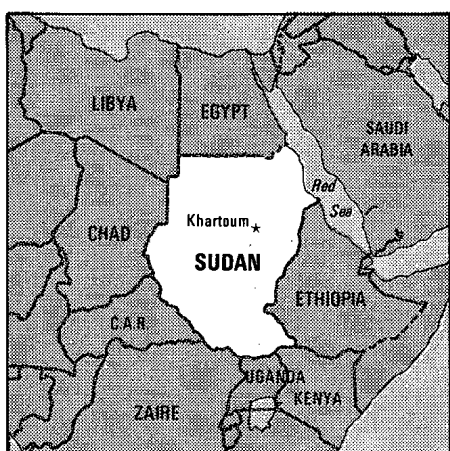 LIBYA
EGYPT
SAUDI
ARABIA
Red
Sea
Khartoum
CHAD
SUDAN
C.A.R.
ETHIOPIA
UGANDA
KENYA
ZAIRE